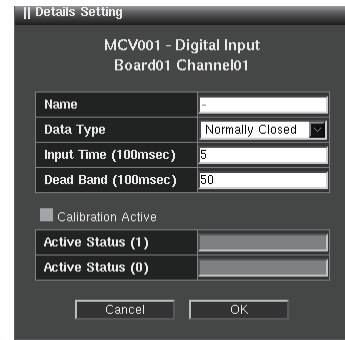 || Details Setting
MCV001 - Digital Input
Board01 Channel01
Name -
Data Type Normally Closed
Input Time (100msec) 5
Dead Band (100msec) 50
Calibration Active
Active Status (1)
Active Status (0)
Cancel OK